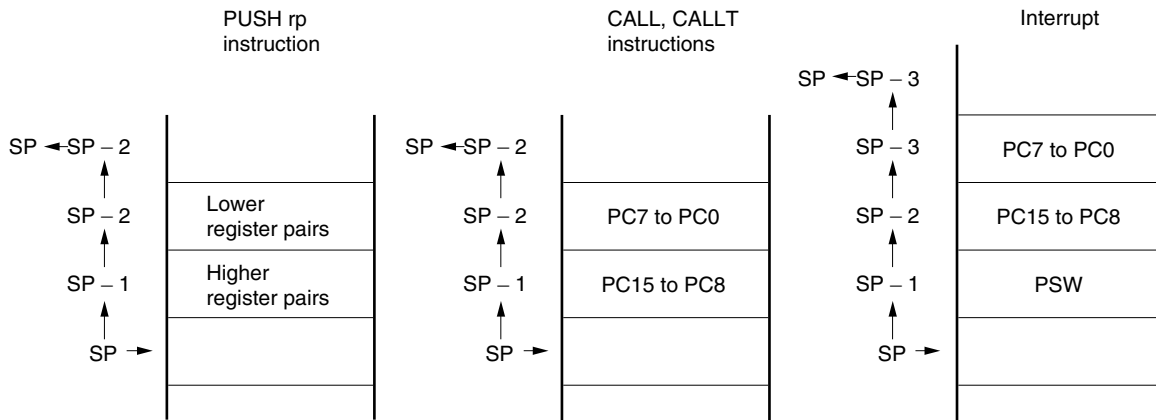 PUSH rp
instruction
SP ← SP – 2
SP – 2
Lower
register pairs
SP – 1
Higher
register pairs
SP
CALL, CALLT
instructions
SP ← SP – 2
SP – 2
PC7 to PC0
SP – 1
PC15 to PC8
SP
Interrupt
SP ← SP – 3
SP – 3
PC7 to PC0
SP – 2
PC15 to PC8
SP – 1
PSW
SP